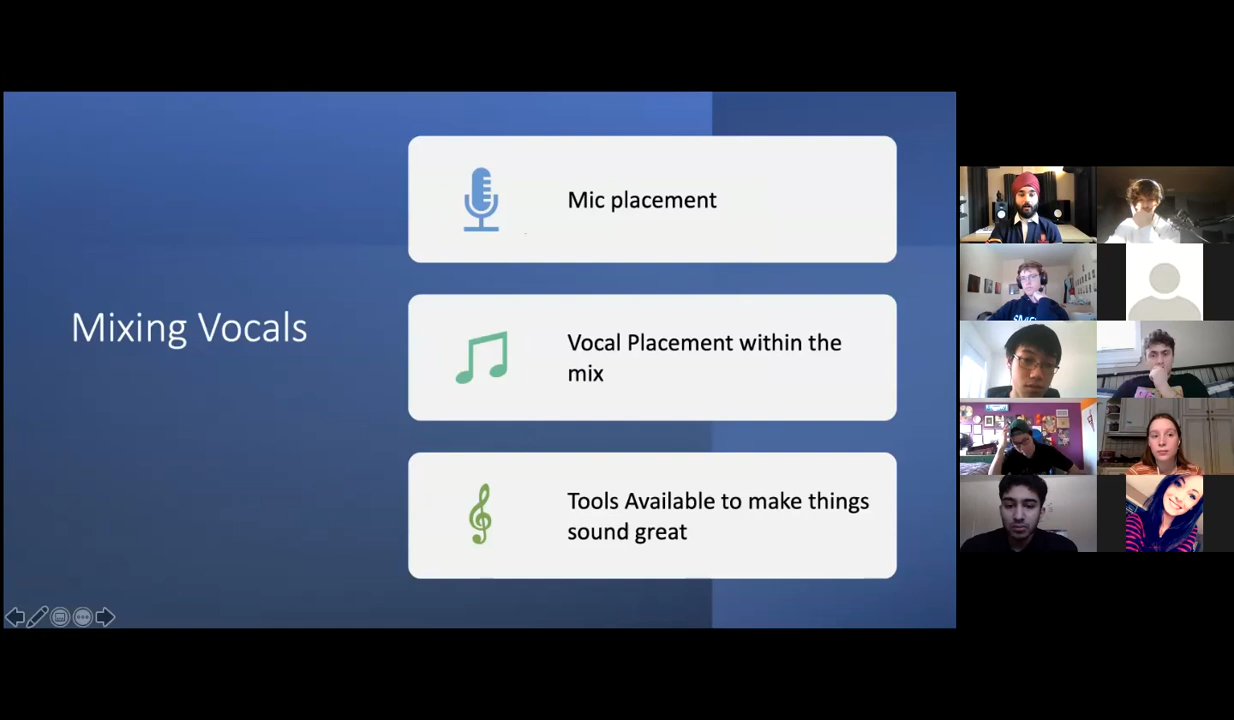 Mixing Vocals
Mic placement
Vocal Placement within the
mix
Tools Available to make things
sound great